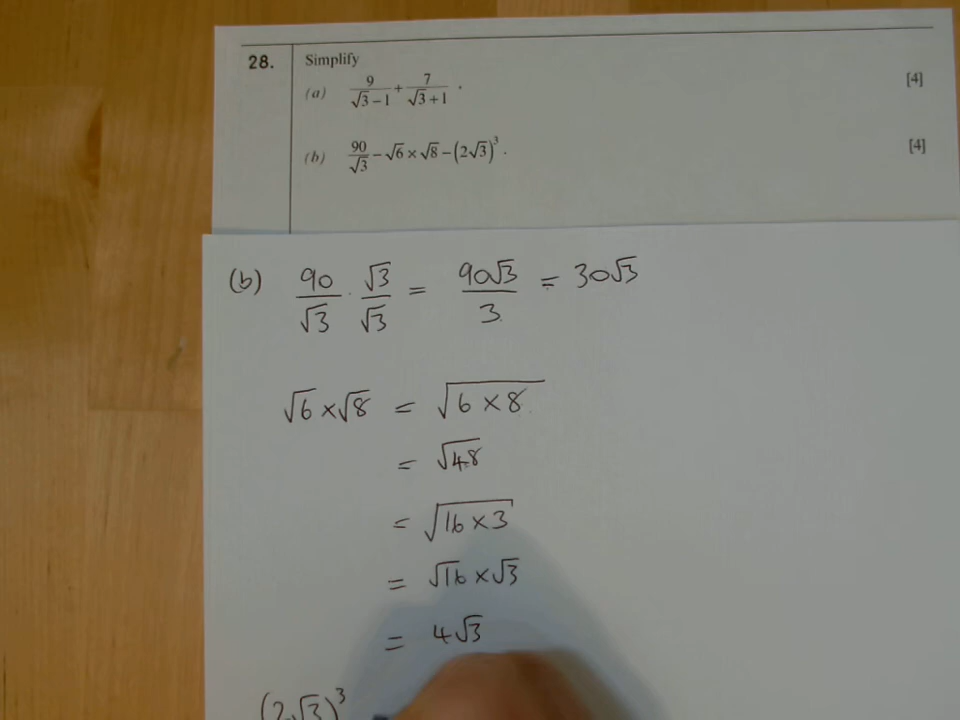 28. Simplify
(a) 9/(√3−1) + 7/(√3+1) . [4]
(b) 90/√3 − √6 × √8 − (2√3)³ . [4]
(b) 90/√3 · √3/√3 = 90√3/3 = 30√3
√6 × √8 = √(6 × 8)
= √48
= √(16 × 3)
= √16 × √3
= 4√3
(2√3)³